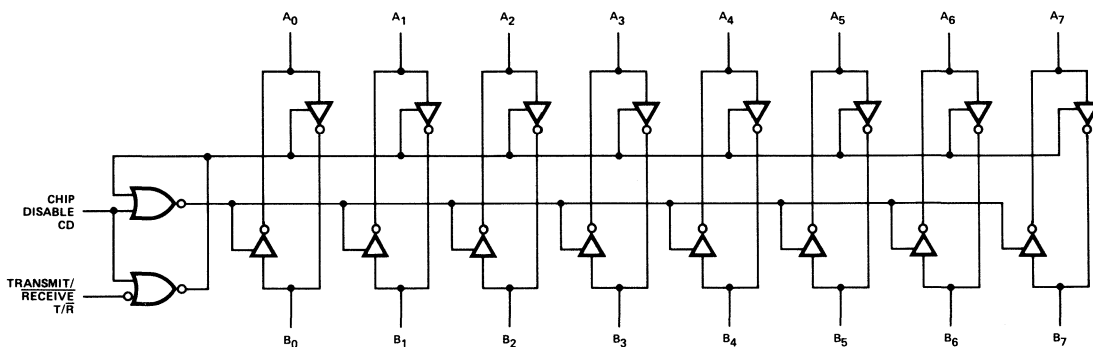 A0 A1 A2 A3 A4 A5 A6 A7
CHIP
DISABLE
CD
TRANSMIT/
RECEIVE
T/R̅
B0 B1 B2 B3 B4 B5 B6 B7